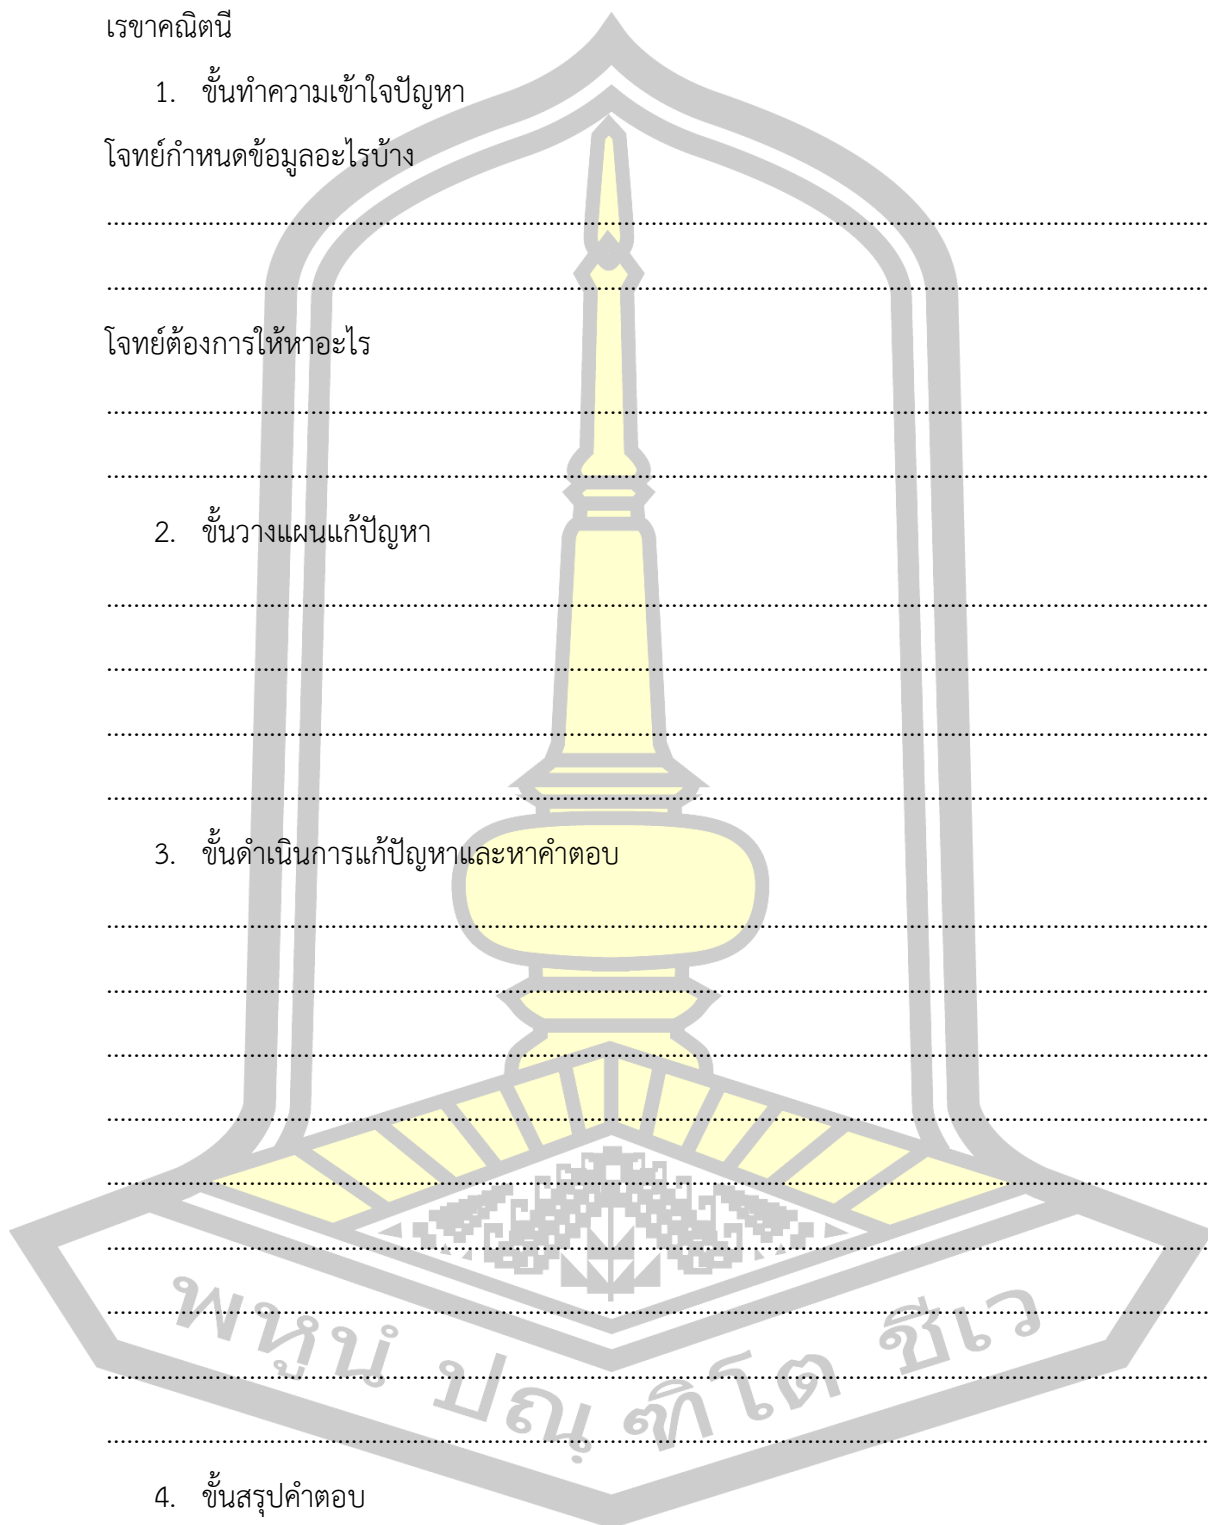 เรขาคณิตนี
1. ขั้นทำความเข้าใจปัญหา
โจทย์กำหนดข้อมูลอะไรบ้าง
โจทย์ต้องการให้หาอะไร
2. ขั้นวางแผนแก้ปัญหา
3. ขั้นดำเนินการแก้ปัญหาและหาคำตอบ
พหูนํ ปณฺฑิโต ชีเว
4. ขั้นสรุปคำตอบ